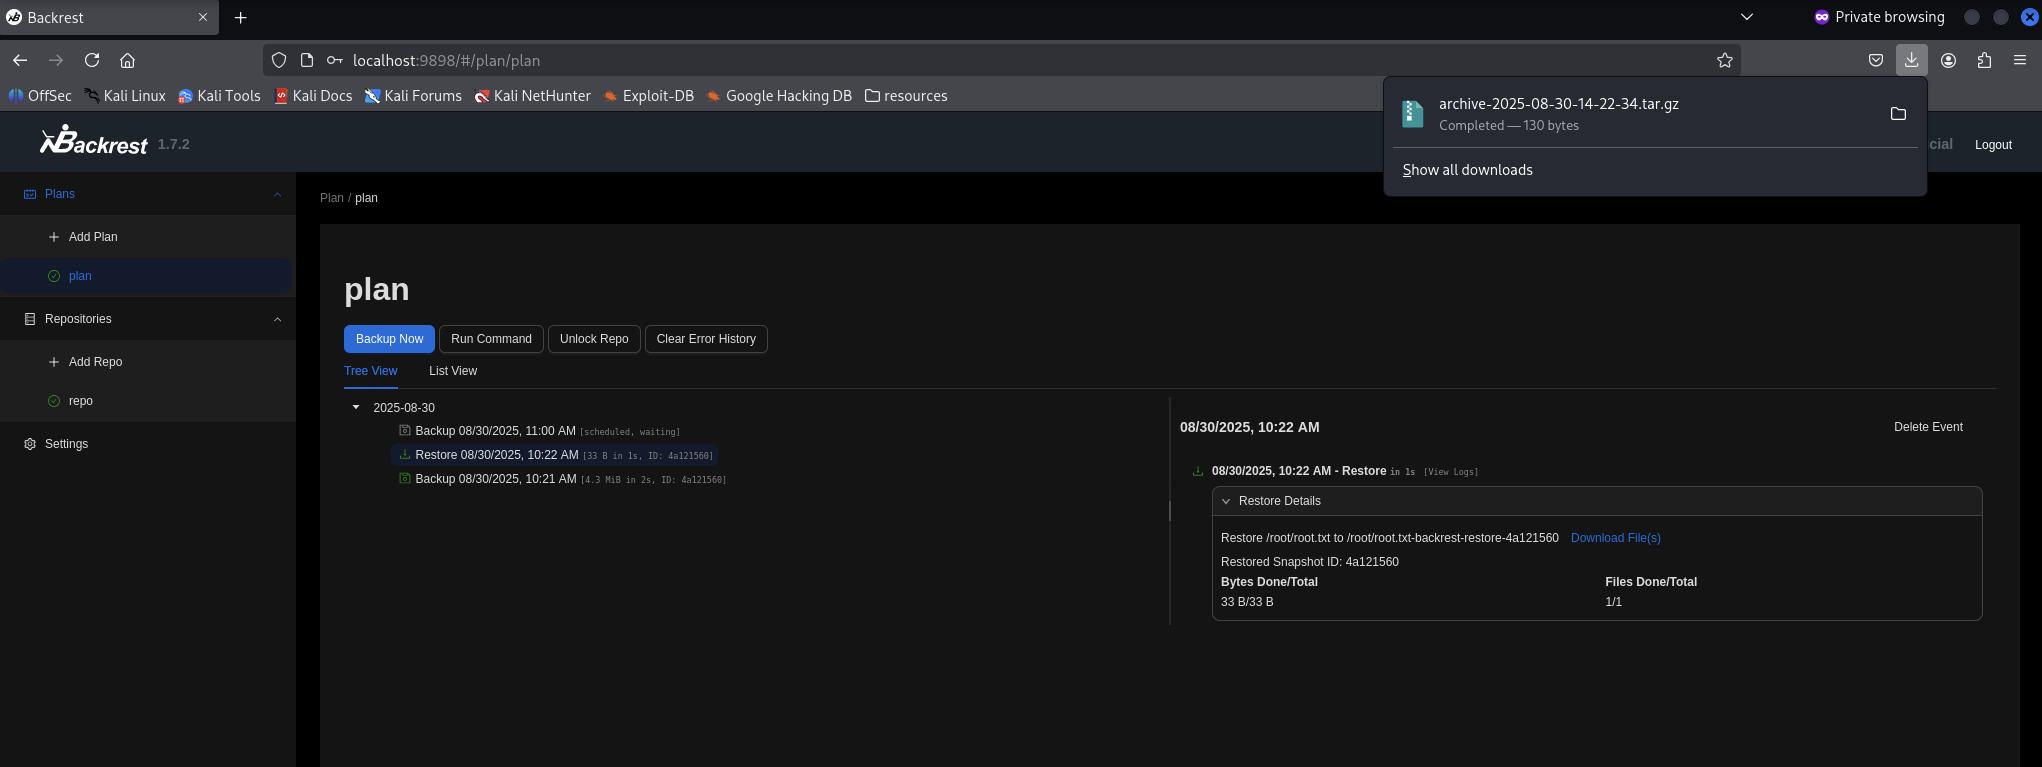 Backrest
Private browsing
localhost:9898/#/plan/plan
OffSec Kali Linux Kali Tools Kali Docs Kali Forums Kali NetHunter Exploit-DB Google Hacking DB resources
archive-2025-08-30-14-22-34.tar.gz
Completed — 130 bytes
Show all downloads
Backrest 1.7.2
cial Logout
Plans
Add Plan
plan
Repositories
Add Repo
repo
Settings
Plan / plan
plan
Backup Now Run Command Unlock Repo Clear Error History
Tree View List View
2025-08-30
Backup 08/30/2025, 11:00 AM [scheduled, waiting]
Restore 08/30/2025, 10:22 AM [33 B in 1s, ID: 4a121560]
Backup 08/30/2025, 10:21 AM [4.3 MiB in 2s, ID: 4a121560]
08/30/2025, 10:22 AM Delete Event
08/30/2025, 10:22 AM - Restore in 1s [View Logs]
Restore Details
Restore /root/root.txt to /root/root.txt-backrest-restore-4a121560 Download File(s)
Restored Snapshot ID: 4a121560
Bytes Done/Total Files Done/Total
33 B/33 B 1/1